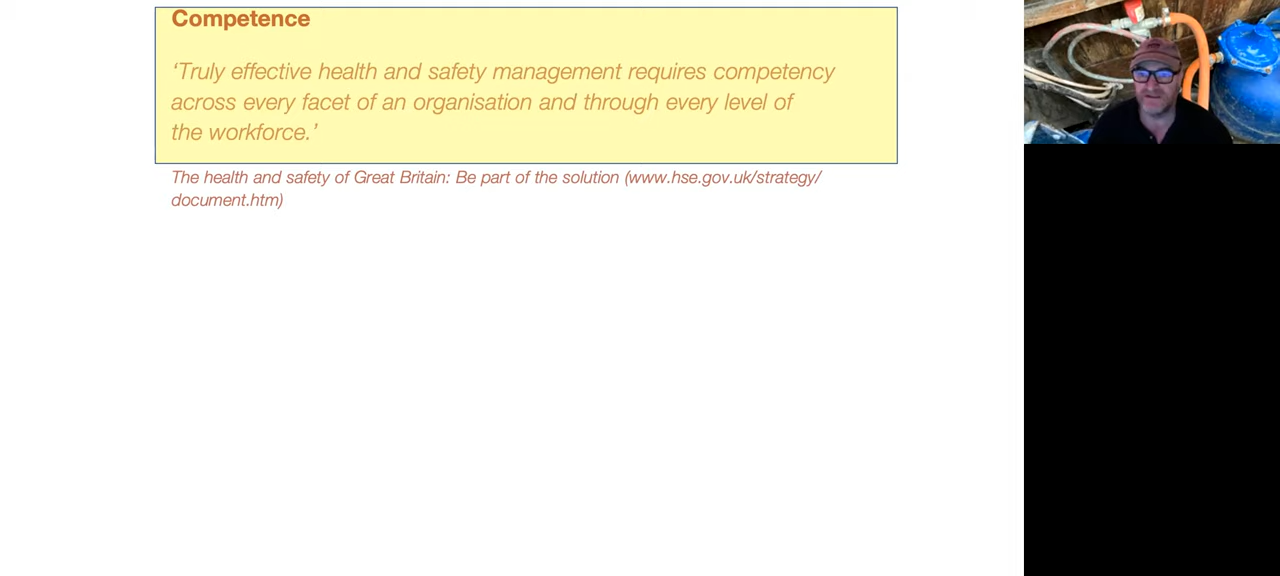 Competence
‘Truly effective health and safety management requires competency
across every facet of an organisation and through every level of
the workforce.’
The health and safety of Great Britain: Be part of the solution (www.hse.gov.uk/strategy/
document.htm)